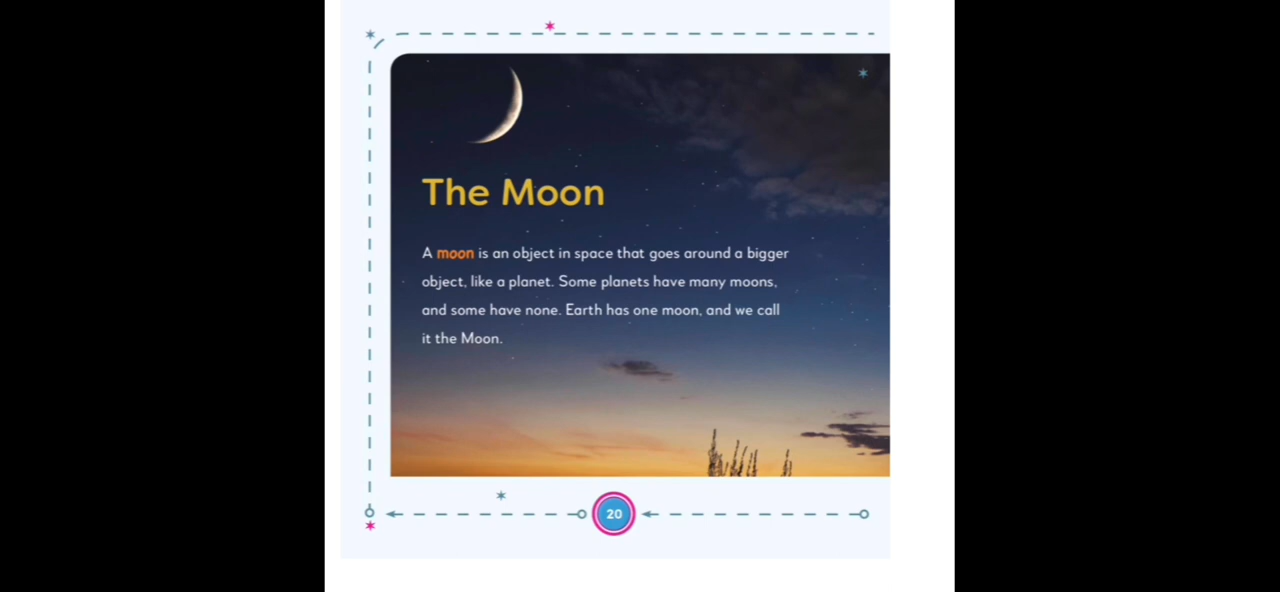 The Moon
A moon is an object in space that goes around a bigger
object, like a planet. Some planets have many moons,
and some have none. Earth has one moon, and we call
it the Moon.
20